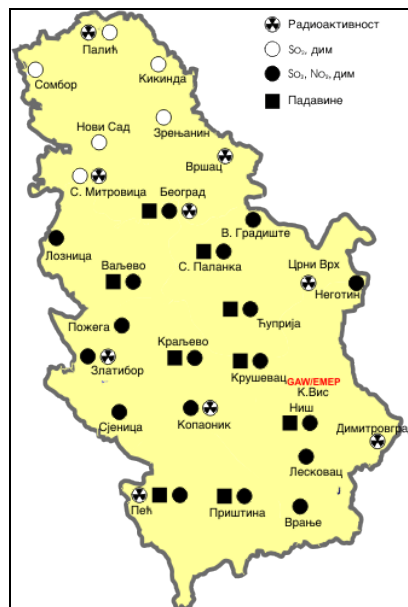 Радиоактивност
So₂, дим
So₂, No₂, дим
Падавине
Палић
Сомбор
Кикинда
Нови Сад
Зрењанин
Вршац
С. Митровица
Београд
В. Градиште
Лозница
С. Паланка
Црни Врх
Ваљево
Неготин
Пожега
Ћуприја
Краљево
Златибор
Крушевац
GAW/EMEP
К.Вис
Ниш
Сјеница
Копаоник
Димитровгра
Лесковац
Пећ
Приштина
Врање